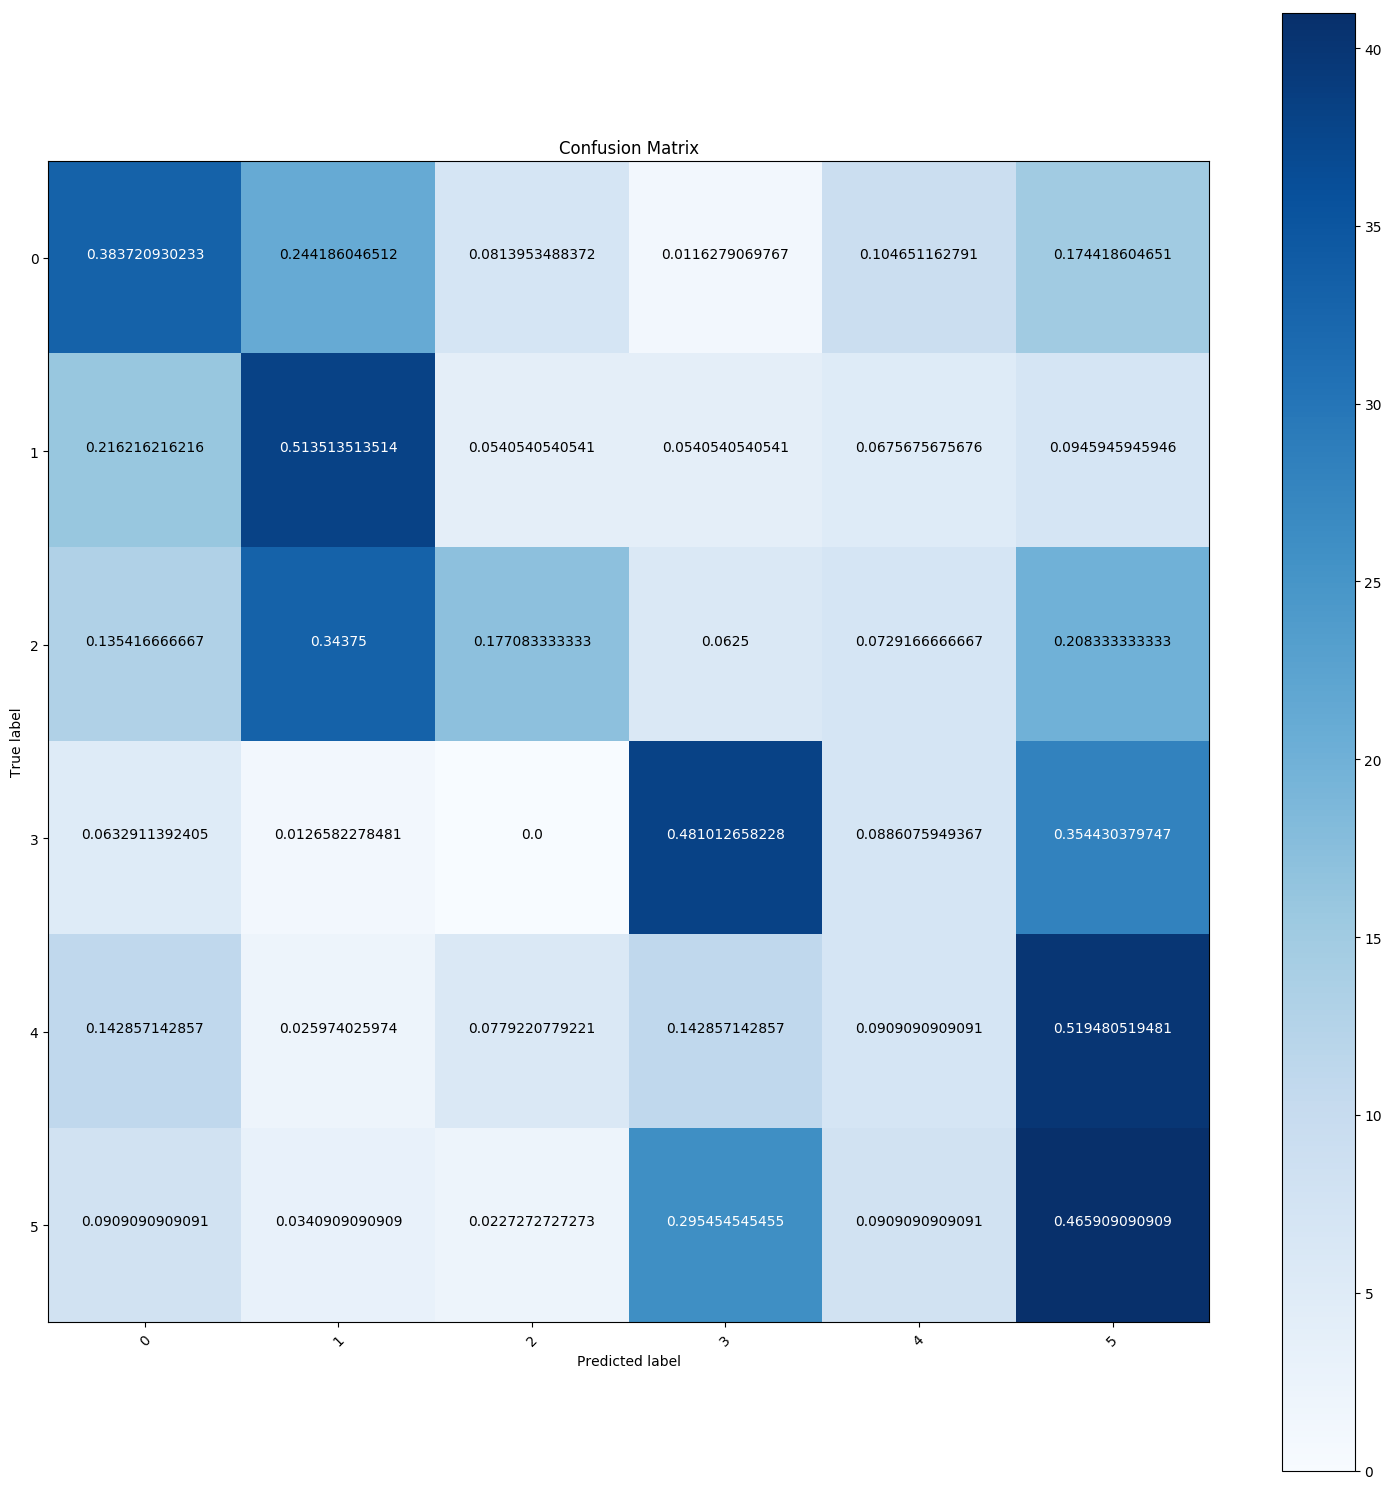 Confusion Matrix
0 0.383720930233 0.244186046512 0.0813953488372 0.0116279069767 0.104651162791 0.174418604651
1 0.216216216216 0.513513513514 0.0540540540541 0.0540540540541 0.0675675675676 0.0945945945946
2 0.135416666667 0.34375 0.177083333333 0.0625 0.0729166666667 0.208333333333
3 0.0632911392405 0.0126582278481 0.0 0.481012658228 0.0886075949367 0.354430379747
4 0.142857142857 0.025974025974 0.0779220779221 0.142857142857 0.0909090909091 0.519480519481
5 0.0909090909091 0.0340909090909 0.0227272727273 0.295454545455 0.0909090909091 0.465909090909
0 1 2 3 4 5
Predicted label
True label
40
35
30
25
20
15
10
5
0